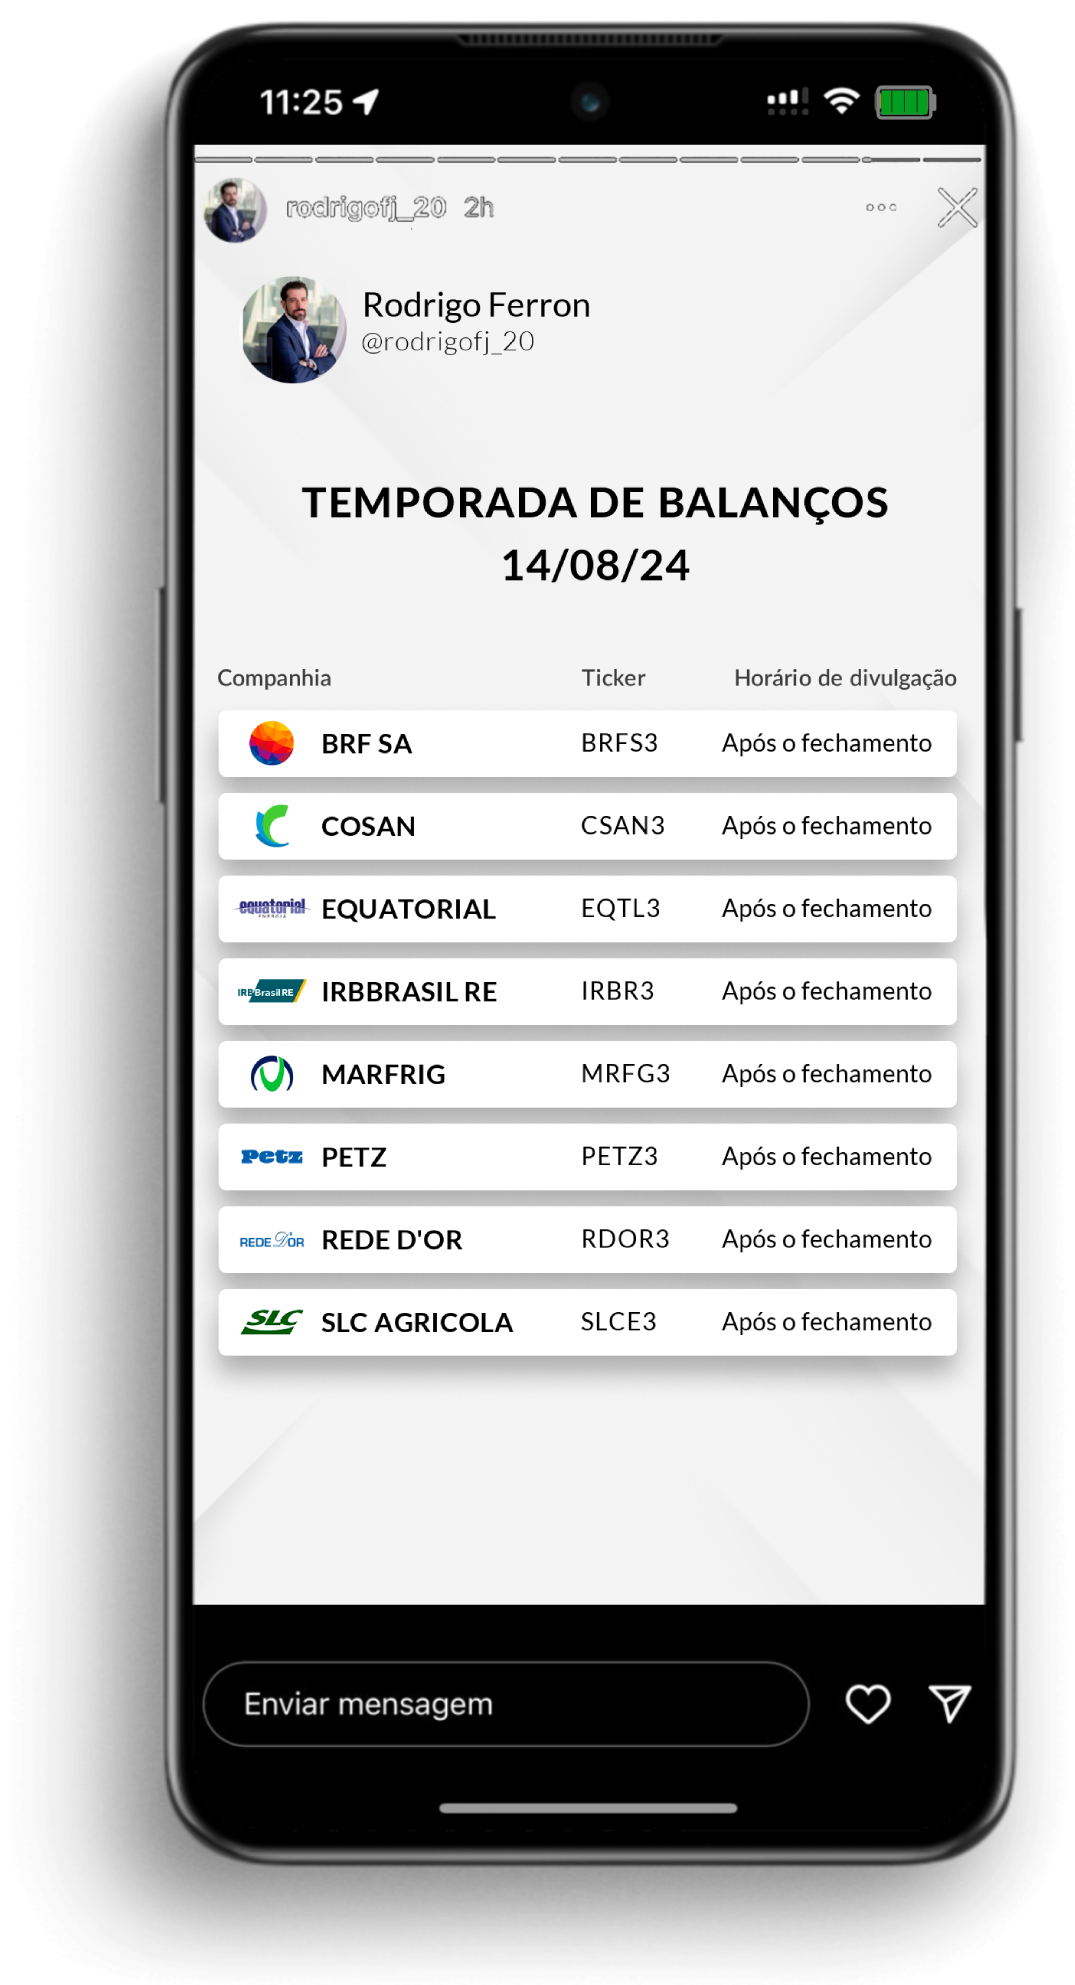 11:25
rodrigofj_20 2h
Rodrigo Ferron
@rodrigofj_20
TEMPORADA DE BALANÇOS
14/08/24
Companhia Ticker Horário de divulgação
BRF SA BRFS3 Após o fechamento
COSAN CSAN3 Após o fechamento
equatorial ENERGIA EQUATORIAL EQTL3 Após o fechamento
IRBBrasil RE IRBBRASIL RE IRBR3 Após o fechamento
MARFRIG MRFG3 Após o fechamento
Petz PETZ PETZ3 Após o fechamento
REDE D'OR REDE D'OR RDOR3 Após o fechamento
SLC SLC AGRICOLA SLCE3 Após o fechamento
Enviar mensagem